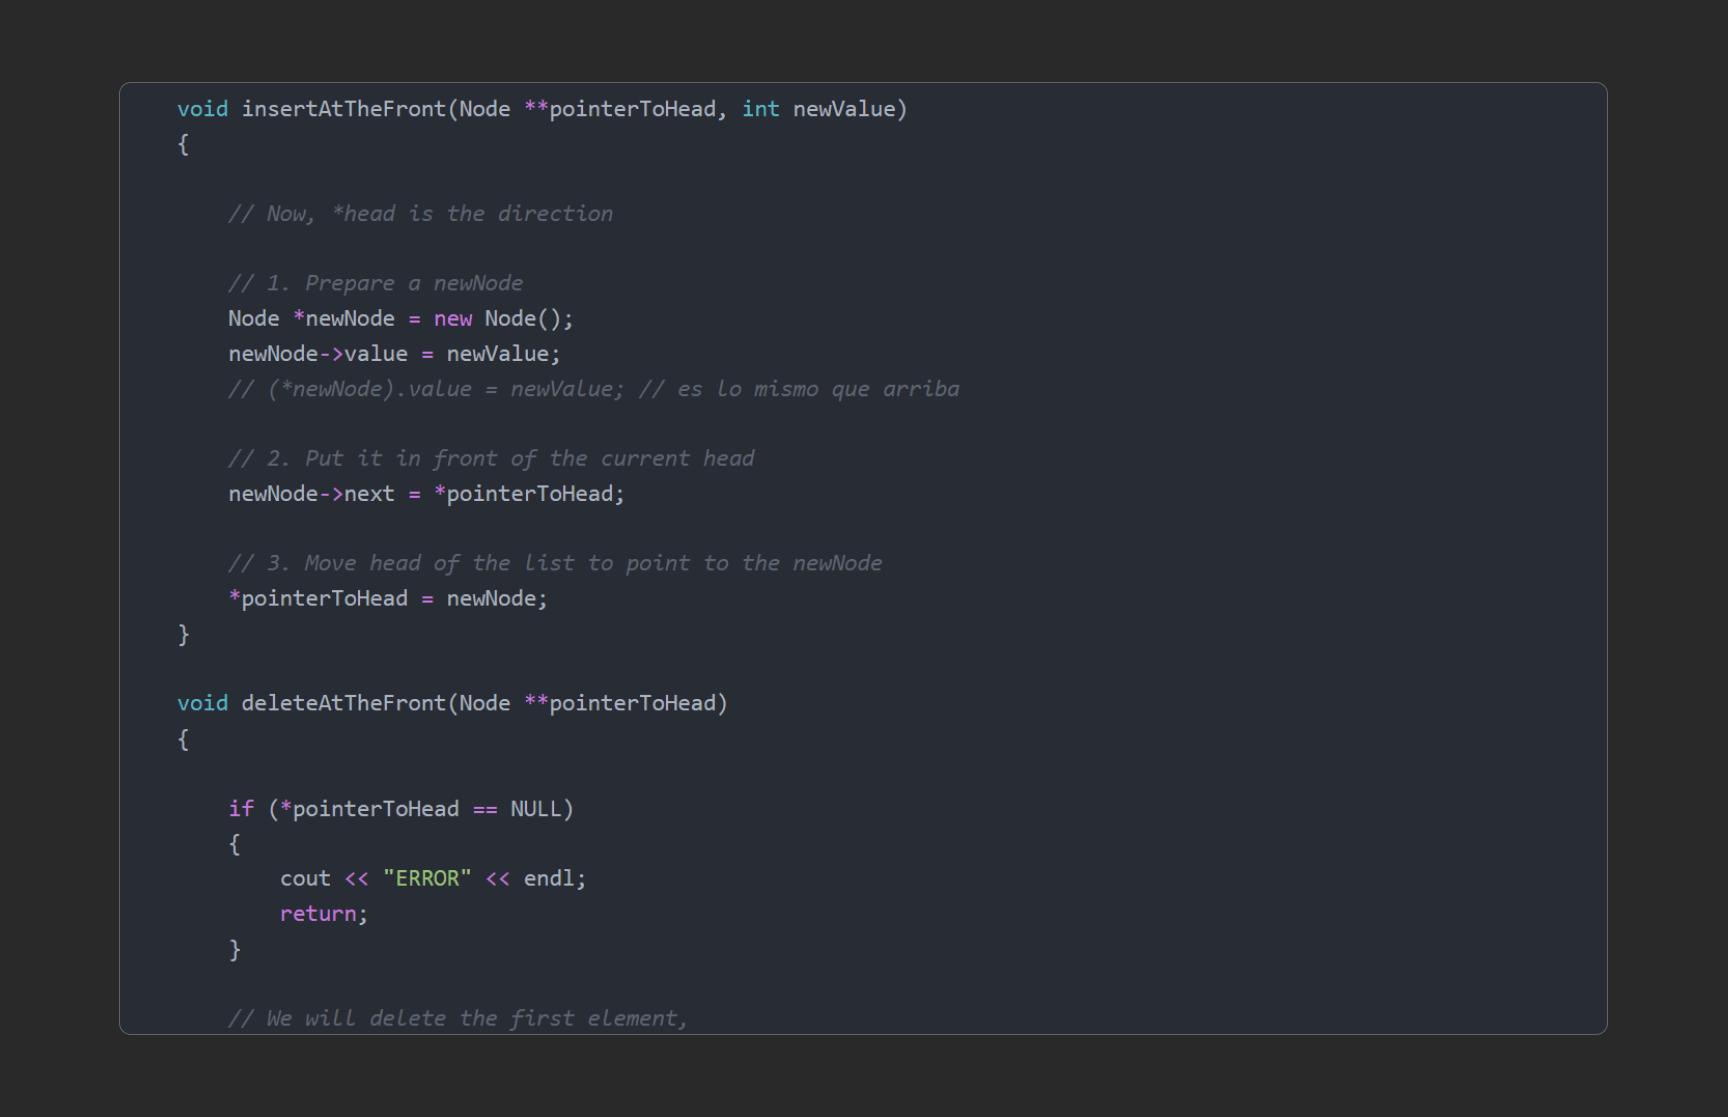 void insertAtTheFront(Node **pointerToHead, int newValue)
{
// Now, *head is the direction
// 1. Prepare a newNode
Node *newNode = new Node();
newNode->value = newValue;
// (*newNode).value = newValue; // es lo mismo que arriba
// 2. Put it in front of the current head
newNode->next = *pointerToHead;
// 3. Move head of the list to point to the newNode
*pointerToHead = newNode;
}
void deleteAtTheFront(Node **pointerToHead)
{
if (*pointerToHead == NULL)
{
cout << "ERROR" << endl;
return;
}
// We will delete the first element,